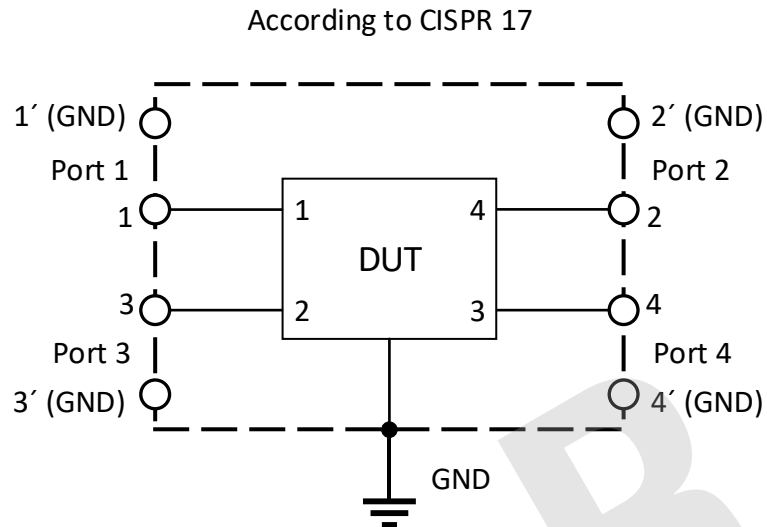 According to CISPR 17
1´ (GND) 2´ (GND)
Port 1 Port 2
1 1 4 2
DUT
3 2 3 4
Port 3 Port 4
3´ (GND) 4´ (GND)
GND